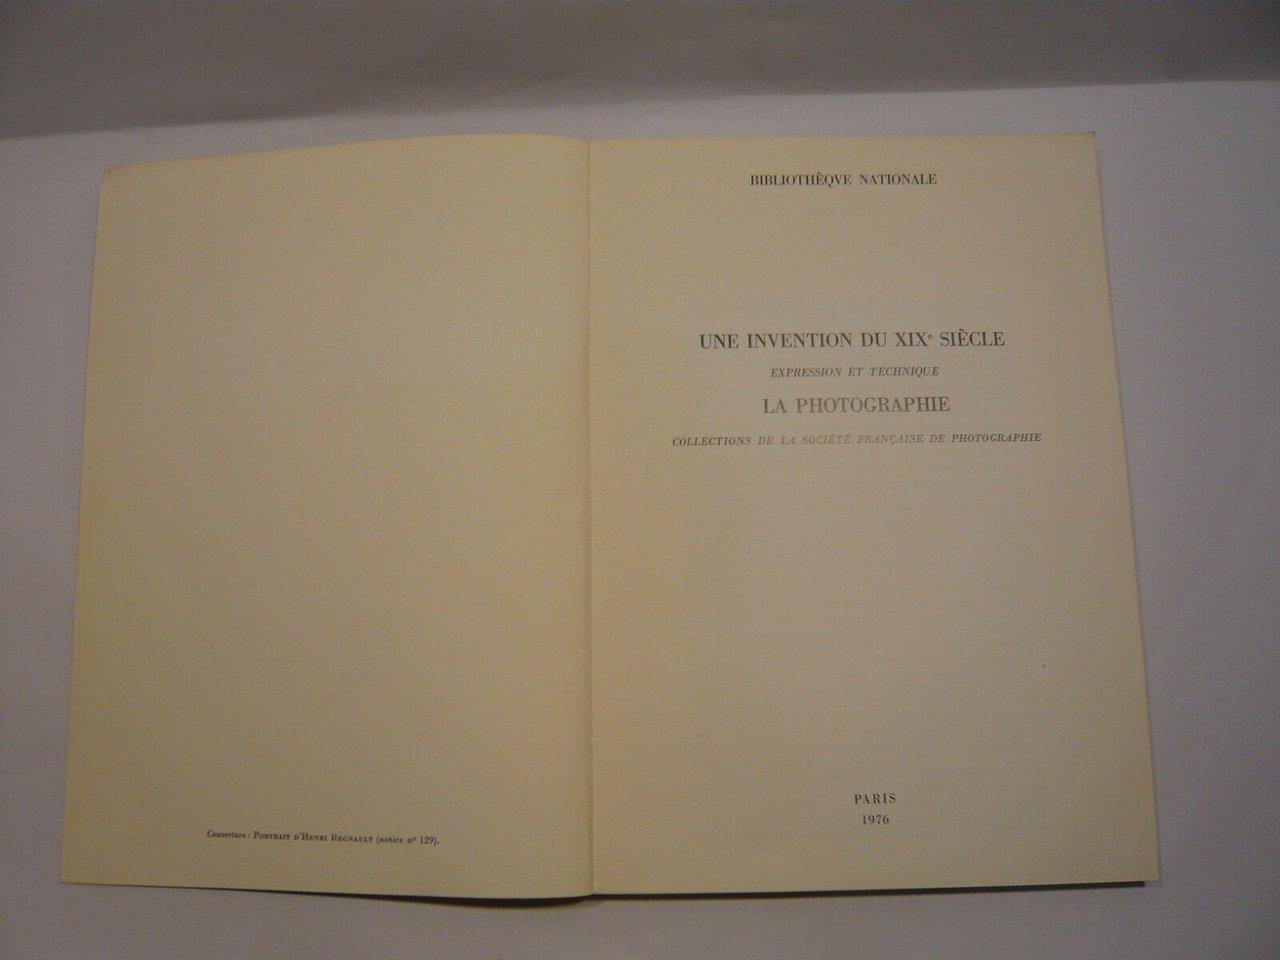 Couverture : PORTRAIT D'HENRI REGNAULT (notice nº 129).
BIBLIOTHÈQVE NATIONALE
UNE INVENTION DU XIXe SIÈCLE
EXPRESSION ET TECHNIQUE
LA PHOTOGRAPHIE
COLLECTIONS DE LA SOCIÉTÉ FRANÇAISE DE PHOTOGRAPHIE
PARIS
1976